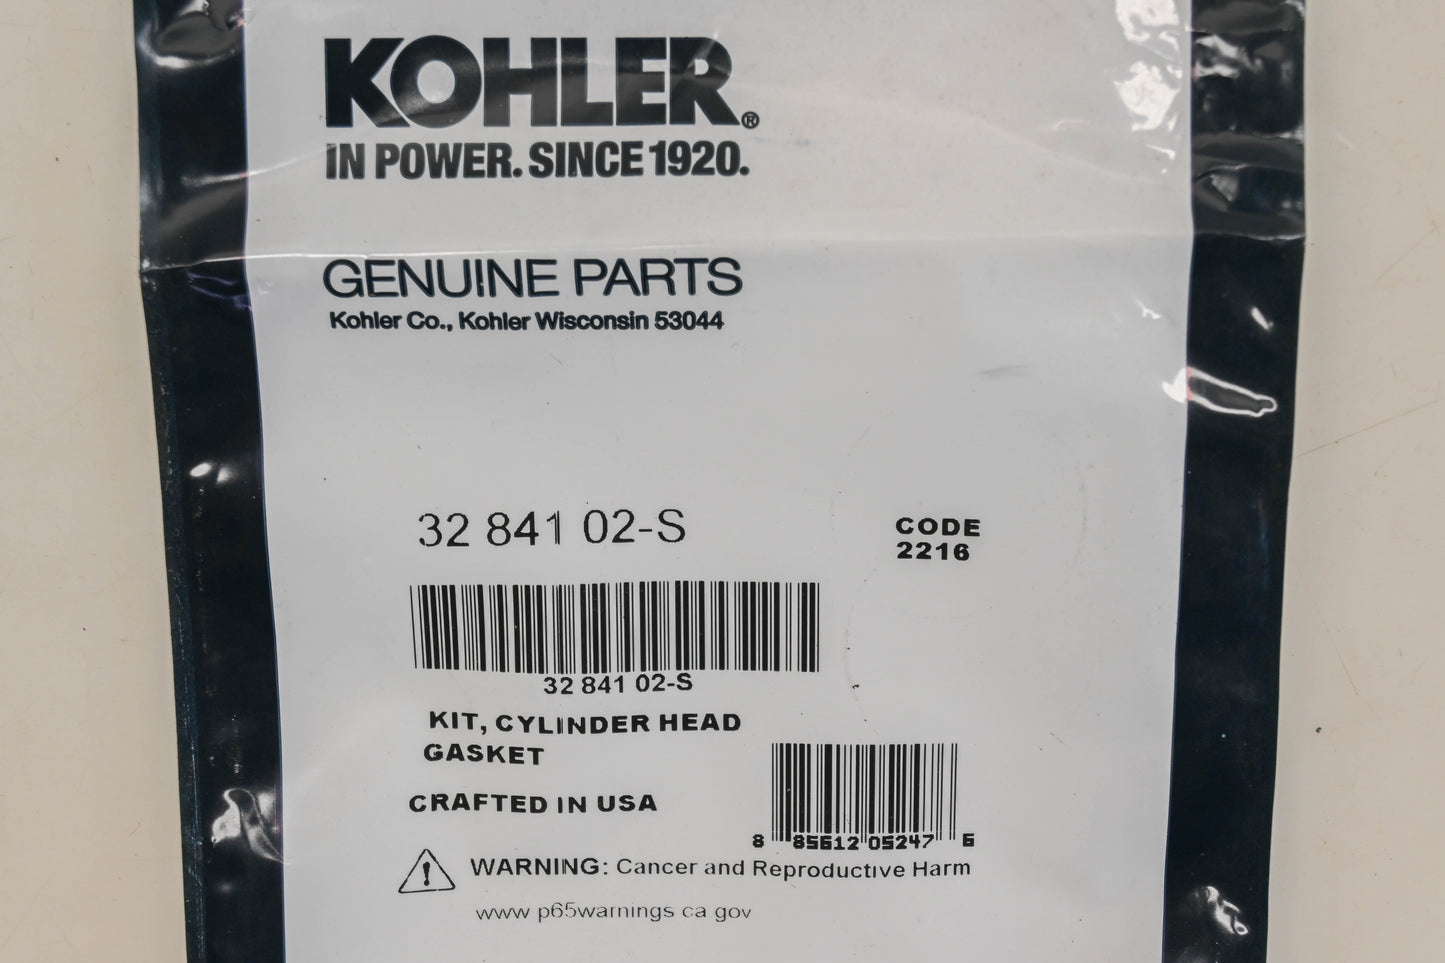 KOHLER®
IN POWER. SINCE 1920.
GENUINE PARTS
Kohler Co., Kohler Wisconsin 53044
32 841 02-S
CODE
2216
32 841 02-S
KIT, CYLINDER HEAD
GASKET
CRAFTED IN USA
8 85612 05247 6
! WARNING: Cancer and Reproductive Harm
www p65warnings ca gov